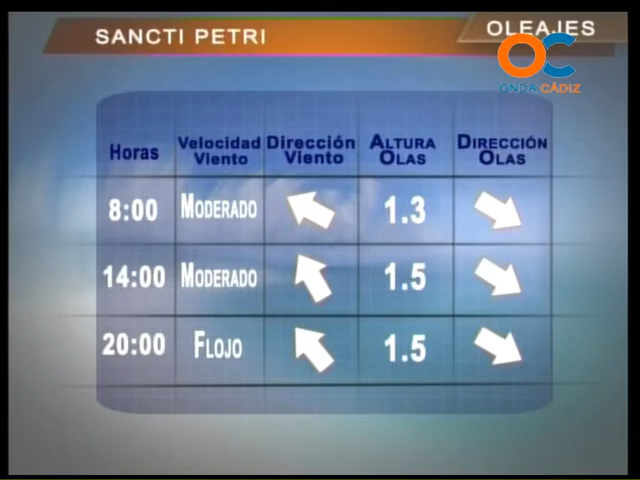 SANCTI PETRI
OLEAJES
OC
ONDA CÁDIZ
Horas Velocidad Viento Dirección Viento ALTURA OLAS DIRECCIÓN OLAS
8:00 MODERADO 1.3
14:00 MODERADO 1.5
20:00 FLOJO 1.5